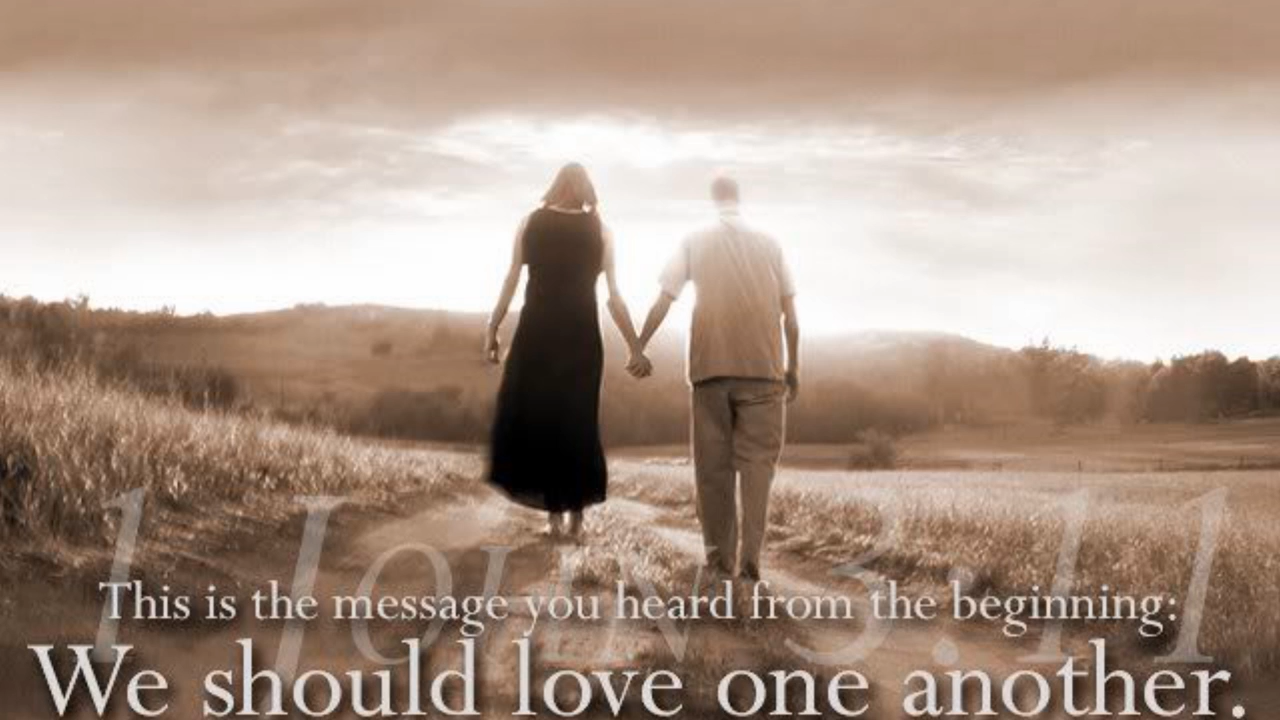 1 John 3:11
This is the message you heard from the beginning:
We should love one another.